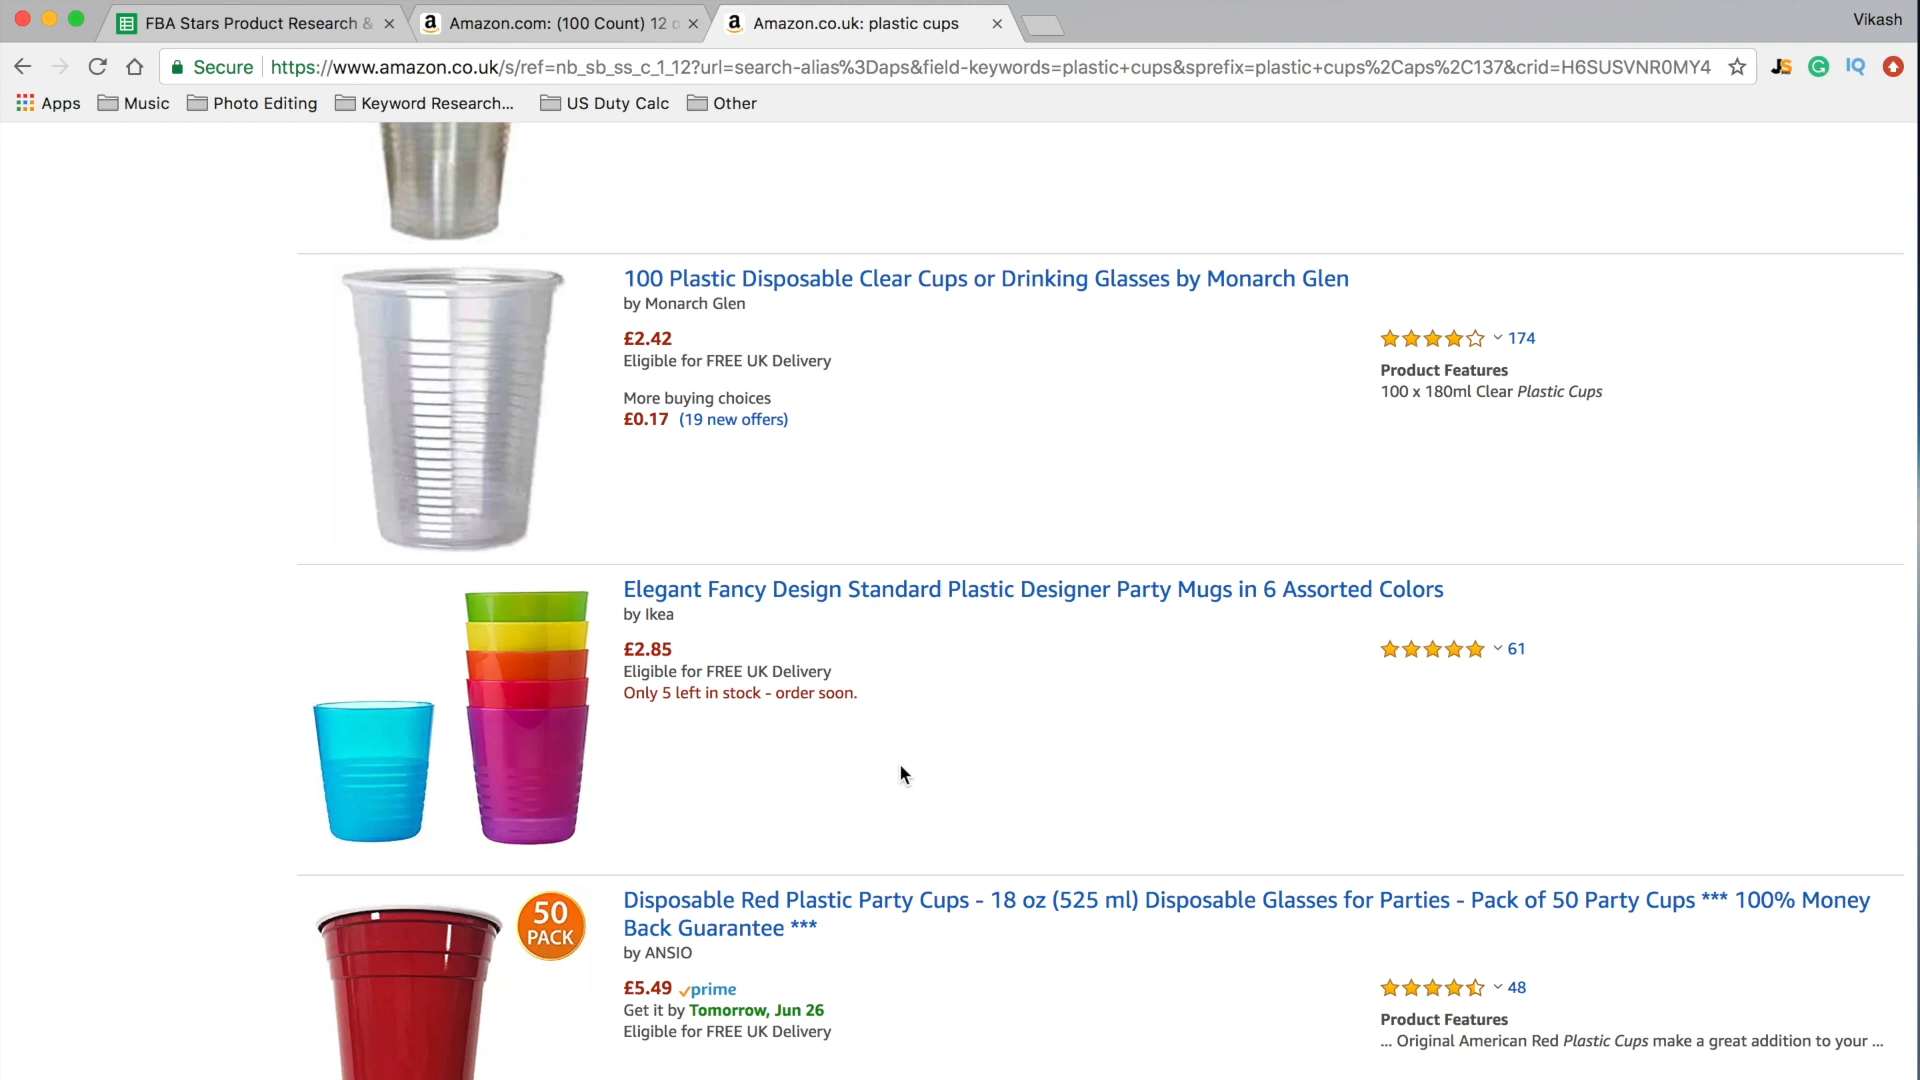 FBA Stars Product Research &
Amazon.com: (100 Count) 12 o
Amazon.co.uk: plastic cups
Vikash
Secure
https://www.amazon.co.uk/s/ref=nb_sb_ss_c_1_12?url=search-alias%3Daps&field-keywords=plastic+cups&sprefix=plastic+cups%2Caps%2C137&crid=H6SUSVNR0MY4
JS
G
IQ
Apps
Music
Photo Editing
Keyword Research...
US Duty Calc
Other
100 Plastic Disposable Clear Cups or Drinking Glasses by Monarch Glen
by Monarch Glen
£2.42
174
Eligible for FREE UK Delivery
Product Features
100 x 180ml Clear Plastic Cups
More buying choices
£0.17 (19 new offers)
Elegant Fancy Design Standard Plastic Designer Party Mugs in 6 Assorted Colors
by Ikea
£2.85
61
Eligible for FREE UK Delivery
Only 5 left in stock - order soon.
50
PACK
Disposable Red Plastic Party Cups - 18 oz (525 ml) Disposable Glasses for Parties - Pack of 50 Party Cups *** 100% Money
Back Guarantee ***
by ANSIO
£5.49 prime
48
Get it by Tomorrow, Jun 26
Eligible for FREE UK Delivery
Product Features
... Original American Red Plastic Cups make a great addition to your ...